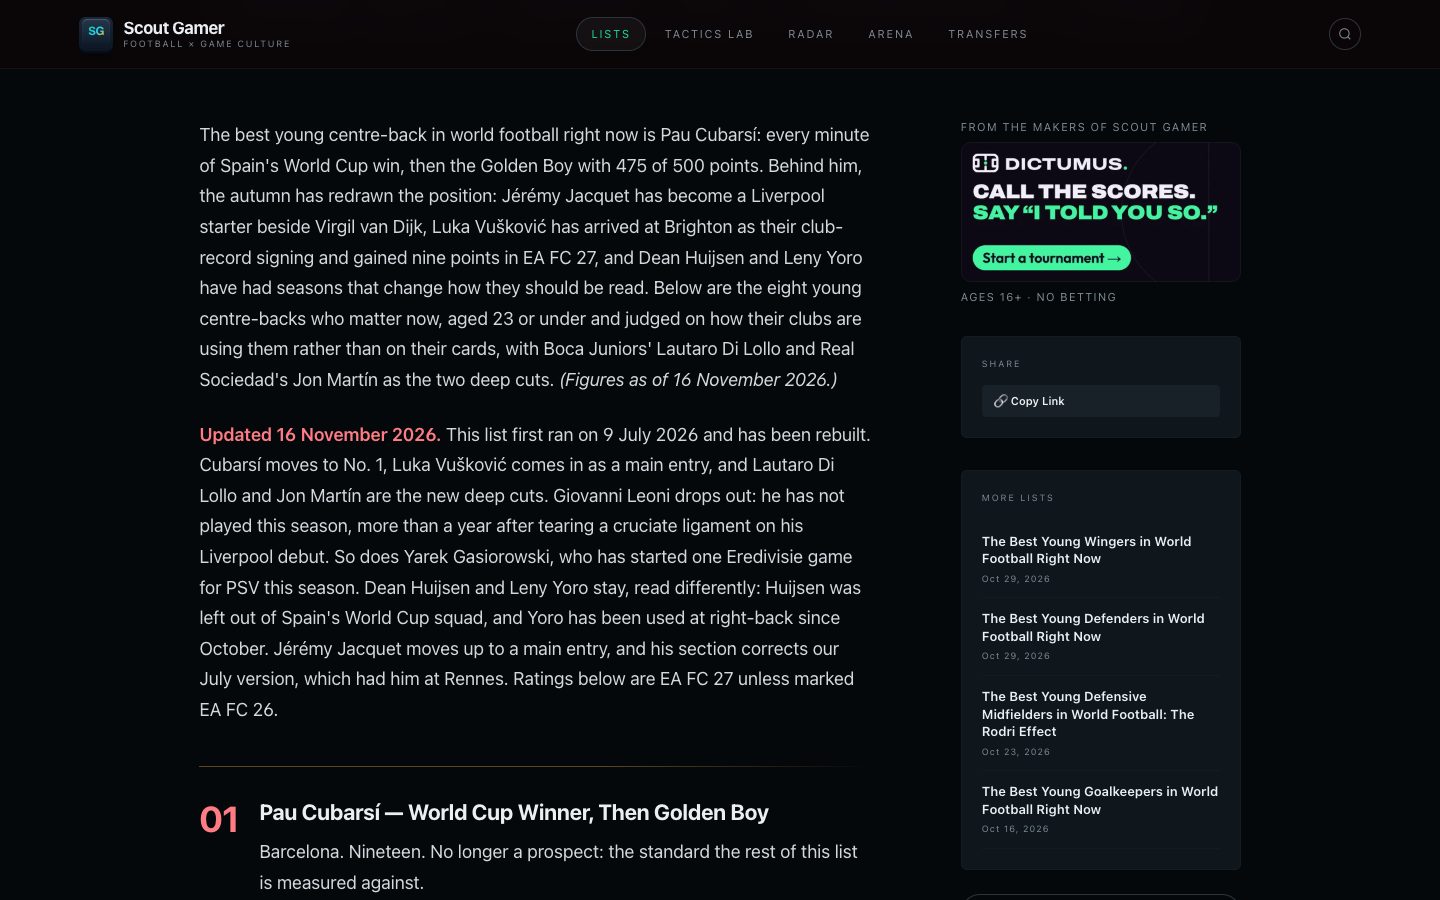 SG
Scout Gamer
FOOTBALL × GAME CULTURE
LISTS
TACTICS LAB
RADAR
ARENA
TRANSFERS
The best young centre-back in world football right now is Pau Cubarsí: every minute
of Spain's World Cup win, then the Golden Boy with 475 of 500 points. Behind him,
the autumn has redrawn the position: Jérémy Jacquet has become a Liverpool
starter beside Virgil van Dijk, Luka Vušković has arrived at Brighton as their club-
record signing and gained nine points in EA FC 27, and Dean Huijsen and Leny Yoro
have had seasons that change how they should be read. Below are the eight young
centre-backs who matter now, aged 23 or under and judged on how their clubs are
using them rather than on their cards, with Boca Juniors' Lautaro Di Lollo and Real
Sociedad's Jon Martín as the two deep cuts. (Figures as of 16 November 2026.)
Updated 16 November 2026. This list first ran on 9 July 2026 and has been rebuilt.
Cubarsí moves to No. 1, Luka Vušković comes in as a main entry, and Lautaro Di
Lollo and Jon Martín are the new deep cuts. Giovanni Leoni drops out: he has not
played this season, more than a year after tearing a cruciate ligament on his
Liverpool debut. So does Yarek Gasiorowski, who has started one Eredivisie game
for PSV this season. Dean Huijsen and Leny Yoro stay, read differently: Huijsen was
left out of Spain's World Cup squad, and Yoro has been used at right-back since
October. Jérémy Jacquet moves up to a main entry, and his section corrects our
July version, which had him at Rennes. Ratings below are EA FC 27 unless marked
EA FC 26.
01
Pau Cubarsí — World Cup Winner, Then Golden Boy
Barcelona. Nineteen. No longer a prospect: the standard the rest of this list
is measured against.
FROM THE MAKERS OF SCOUT GAMER
DICTUMUS.
CALL THE SCORES.
SAY “I TOLD YOU SO.”
Start a tournament →
AGES 16+ · NO BETTING
SHARE
Copy Link
MORE LISTS
The Best Young Wingers in World
Football Right Now
Oct 29, 2026
The Best Young Defenders in World
Football Right Now
Oct 29, 2026
The Best Young Defensive
Midfielders in World Football: The
Rodri Effect
Oct 23, 2026
The Best Young Goalkeepers in World
Football Right Now
Oct 16, 2026